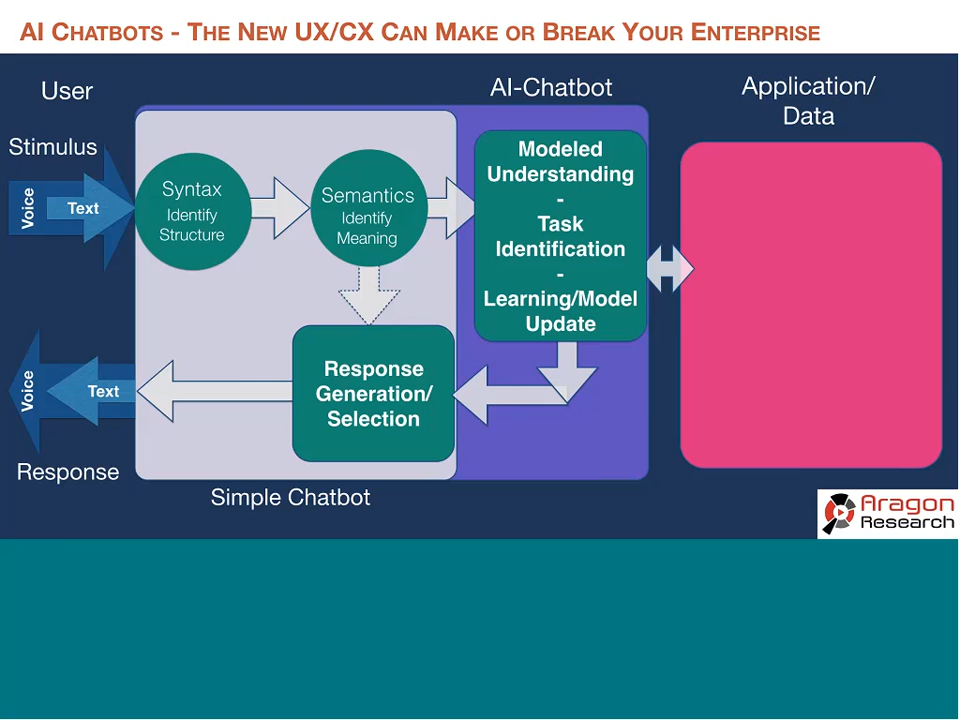 AI CHATBOTS - THE NEW UX/CX CAN MAKE OR BREAK YOUR ENTERPRISE
User
AI-Chatbot
Application/
Data
Stimulus
Voice
Text
Syntax
Identify
Structure
Semantics
Identify
Meaning
Modeled
Understanding
-
Task
Identification
-
Learning/Model
Update
Response
Generation/
Selection
Voice
Text
Response
Simple Chatbot
Aragon
Research